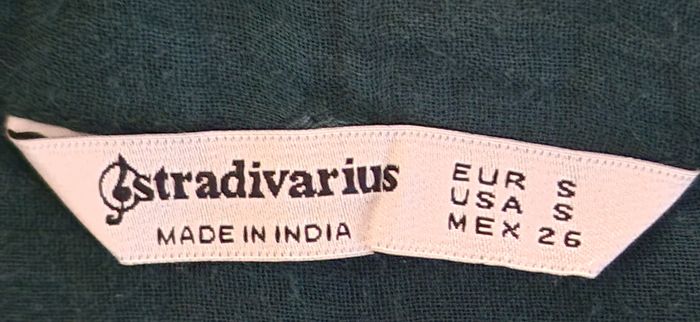 stradivarius
MADE IN INDIA
EUR S
USA S
MEX 26